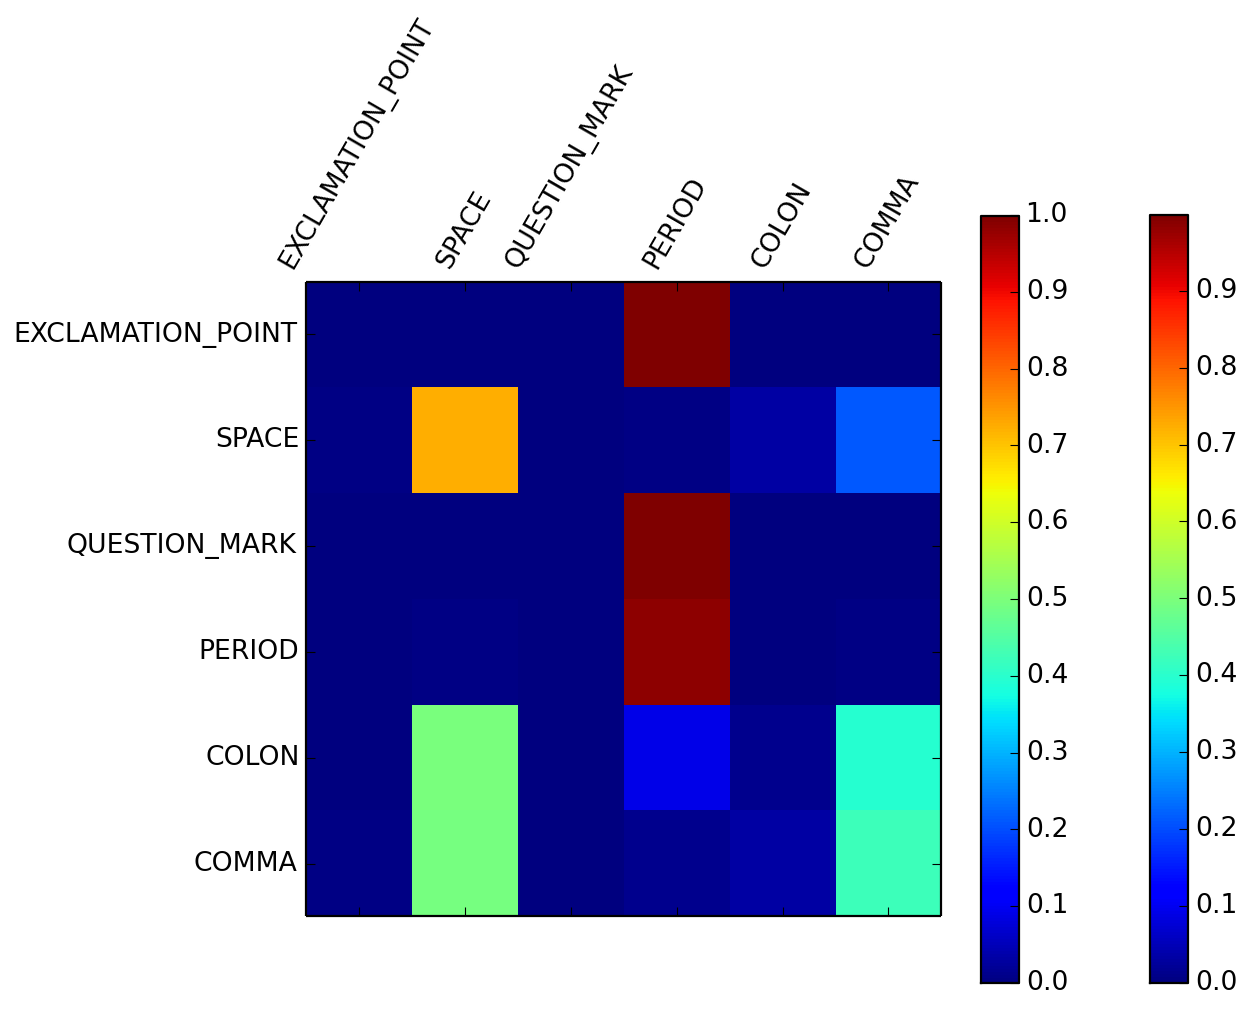 EXCLAMATION_POINT
SPACE
QUESTION_MARK
PERIOD
COLON
COMMA
EXCLAMATION_POINT
SPACE
QUESTION_MARK
PERIOD
COLON
COMMA
1.0
0.9
0.8
0.7
0.6
0.5
0.4
0.3
0.2
0.1
0.0
0.9
0.8
0.7
0.6
0.5
0.4
0.3
0.2
0.1
0.0